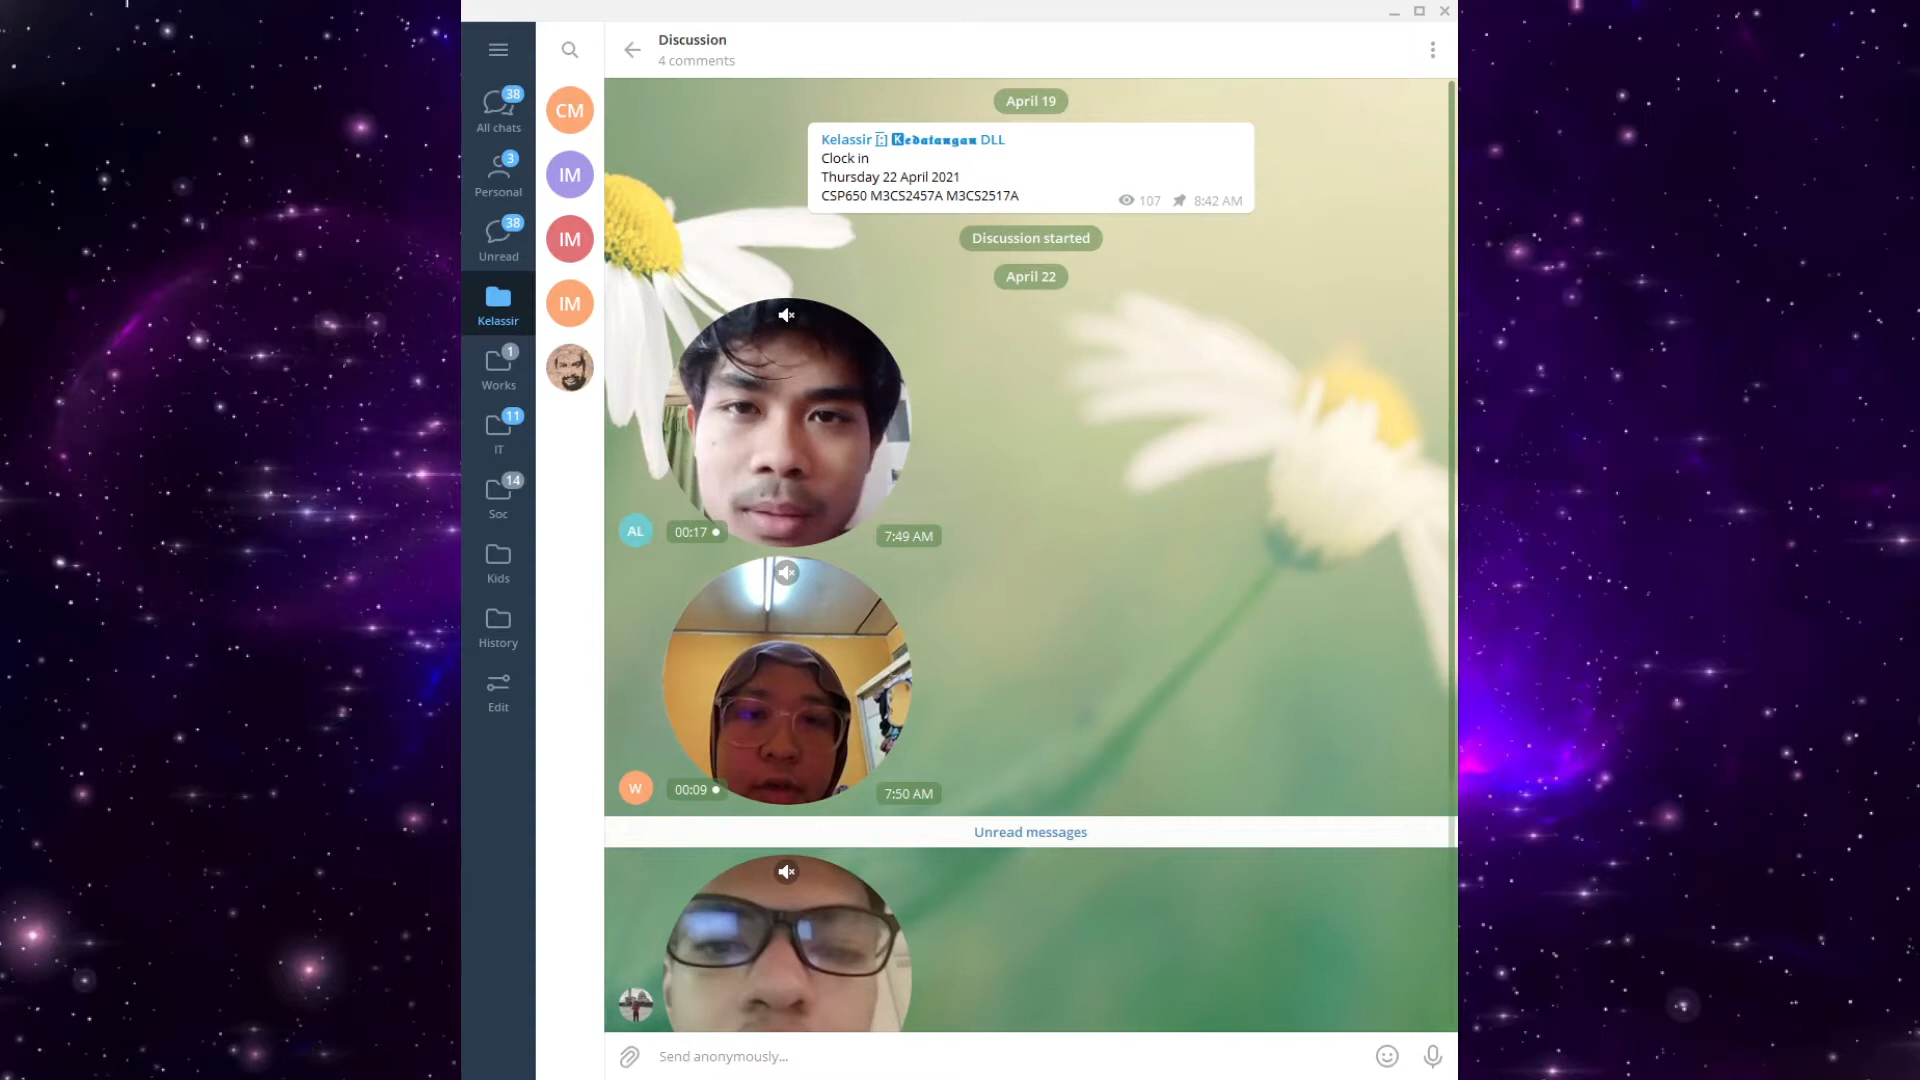 Discussion
4 comments
38
All chats
3
Personal
38
Unread
Kelassir
1
Works
11
IT
14
Soc
Kids
History
Edit
CM
IM
IM
IM
April 19
Kelassir 𝕶𝖊𝖉𝖆𝖙𝖆𝖓𝖌𝖆𝖓 DLL
Clock in
Thursday 22 April 2021
CSP650 M3CS2457A M3CS2517A
107 8:42 AM
Discussion started
April 22
AL 00:17 7:49 AM
W 00:09 7:50 AM
Unread messages
Send anonymously...